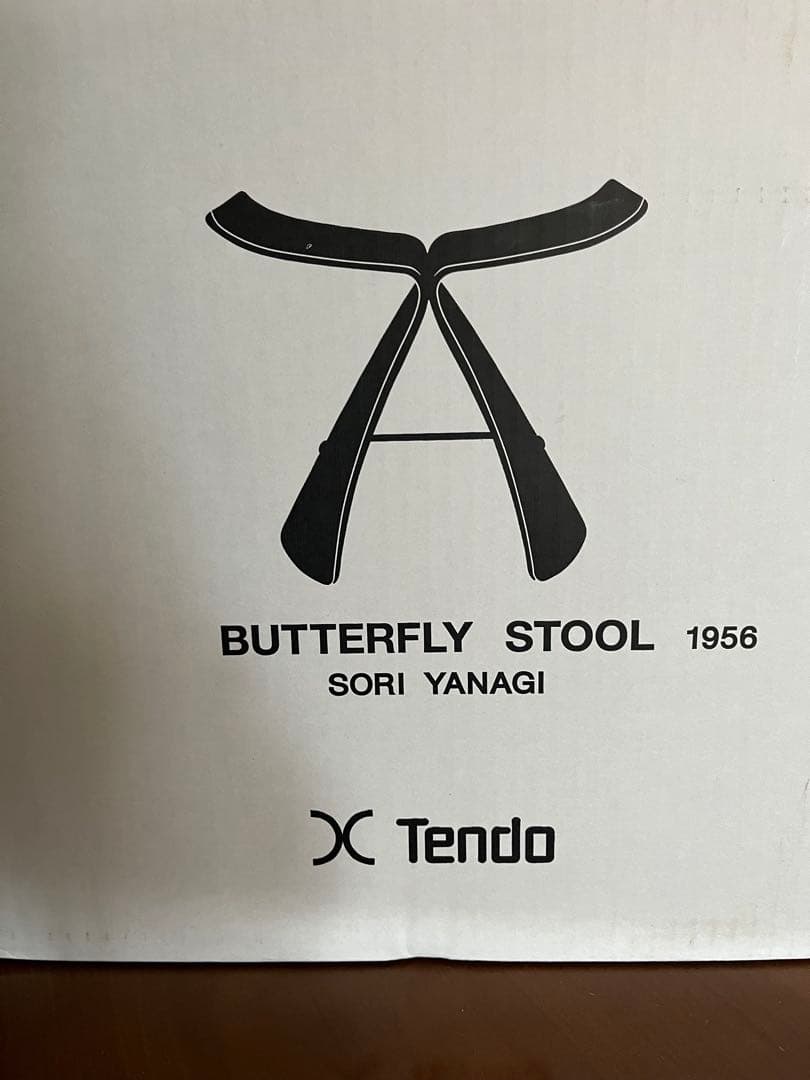 BUTTERFLY STOOL 1956
SORI YANAGI
Tendo